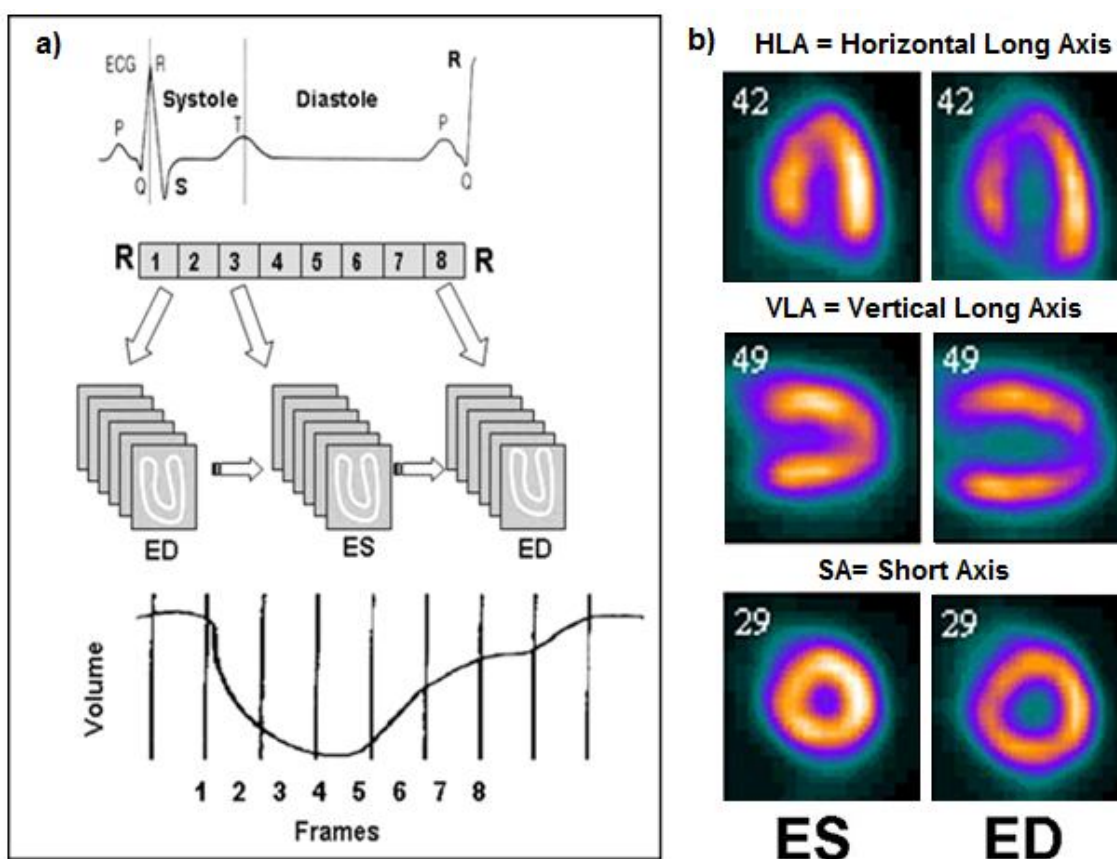 a)
ECG R
R
Systole Diastole
P T P
Q S Q
R 1 2 3 4 5 6 7 8 R
ED ES ED
Volume
1 2 3 4 5 6 7 8
Frames
b)
HLA = Horizontal Long Axis
42 42
VLA = Vertical Long Axis
49 49
SA= Short Axis
29 29
ES ED